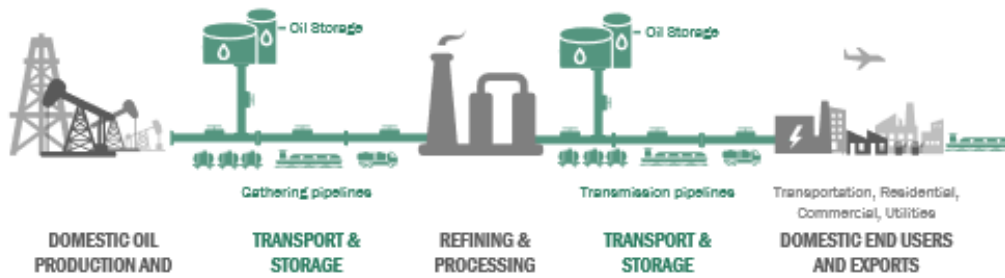 Oil Storage
Oil Storage
Gathering pipelines
Transmission pipelines
Transportation, Residential,
Commercial, Utilities
DOMESTIC OIL
PRODUCTION AND
TRANSPORT &
STORAGE
REFINING &
PROCESSING
TRANSPORT &
STORAGE
DOMESTIC END USERS
AND EXPORTS